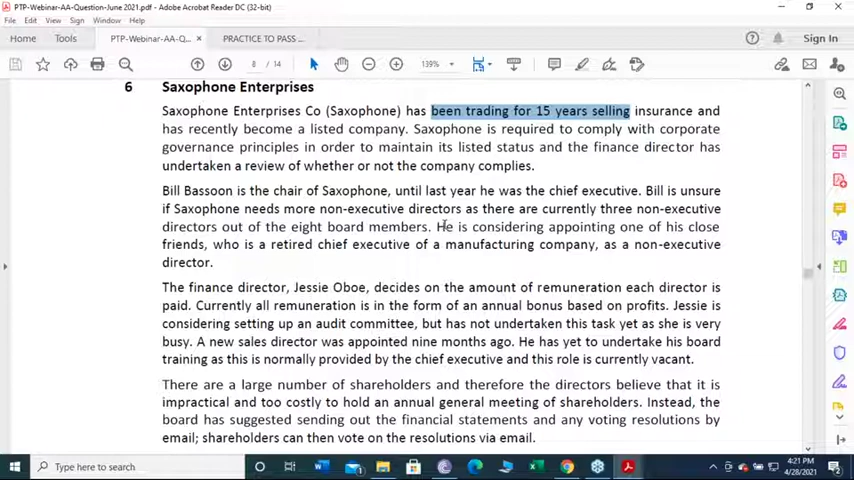 PTP-Webinar-AA-Question-June 2021.pdf - Adobe Acrobat Reader DC (32-bit)
File Edit View Sign Window Help
Home Tools PTP-Webinar-AA-Q... × PRACTICE TO PASS ... Sign In
8 / 14 139%
6 Saxophone Enterprises
Saxophone Enterprises Co (Saxophone) has been trading for 15 years selling insurance and
has recently become a listed company. Saxophone is required to comply with corporate
governance principles in order to maintain its listed status and the finance director has
undertaken a review of whether or not the company complies.
Bill Bassoon is the chair of Saxophone, until last year he was the chief executive. Bill is unsure
if Saxophone needs more non-executive directors as there are currently three non-executive
directors out of the eight board members. He is considering appointing one of his close
friends, who is a retired chief executive of a manufacturing company, as a non-executive
director.
The finance director, Jessie Oboe, decides on the amount of remuneration each director is
paid. Currently all remuneration is in the form of an annual bonus based on profits. Jessie is
considering setting up an audit committee, but has not undertaken this task yet as she is very
busy. A new sales director was appointed nine months ago. He has yet to undertake his board
training as this is normally provided by the chief executive and this role is currently vacant.
There are a large number of shareholders and therefore the directors believe that it is
impractical and too costly to hold an annual general meeting of shareholders. Instead, the
board has suggested sending out the financial statements and any voting resolutions by
email; shareholders can then vote on the resolutions via email.
Type here to search
4:21 PM
4/28/2021